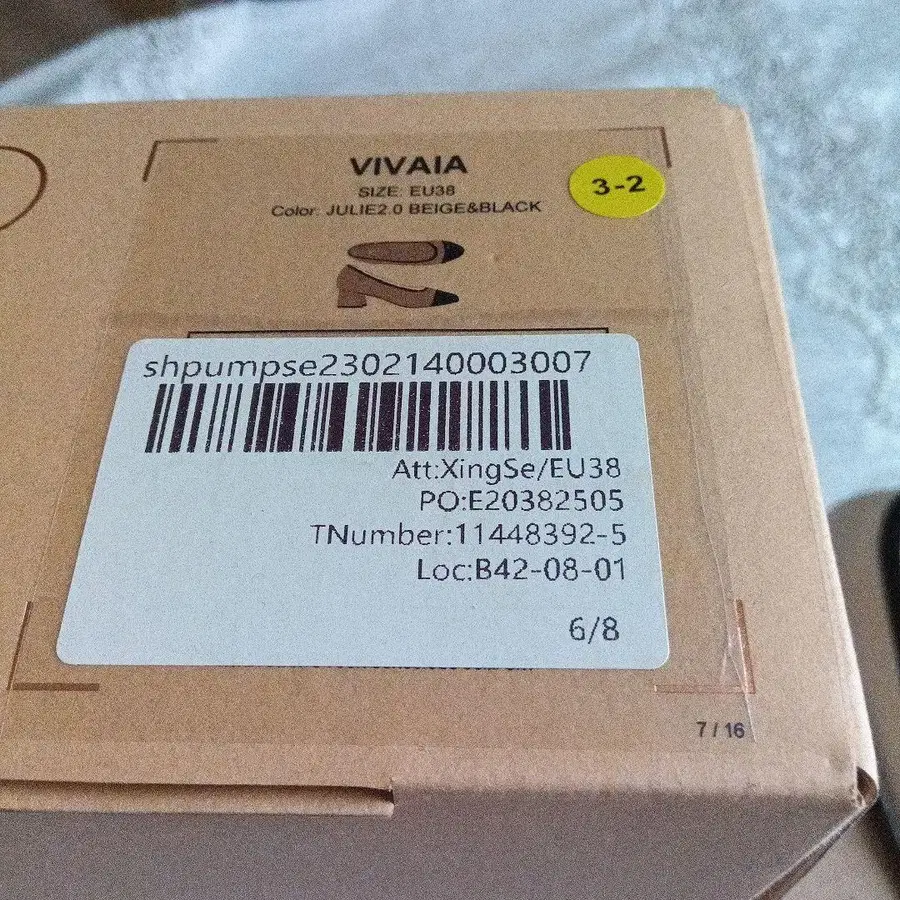 VIVAIA
SIZE: EU38
Color: JULIE2.0 BEIGE&BLACK
3-2
shpumpse2302140003007
Att:XingSe/EU38
PO:E20382505
TNumber:11448392-5
Loc:B42-08-01
6/8
7 / 16